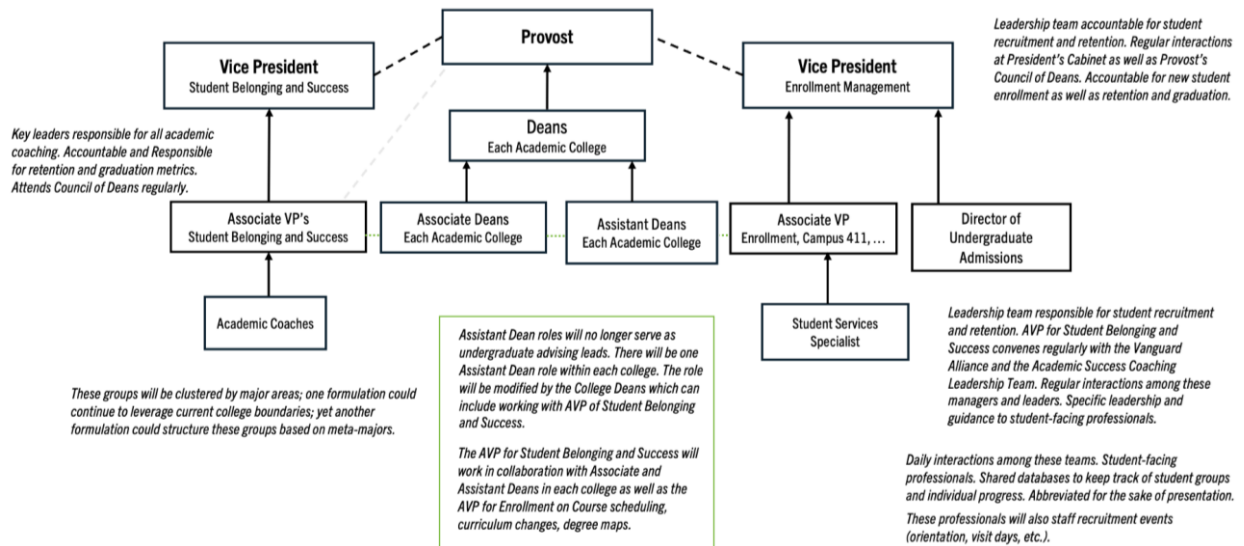 Provost
Vice President
Student Belonging and Success
Vice President
Enrollment Management
Leadership team accountable for student
recruitment and retention. Regular interactions
at President's Cabinet as well as Provost's
Council of Deans. Accountable for new student
enrollment as well as retention and graduation.
Key leaders responsible for all academic
coaching. Accountable and Responsible
for retention and graduation metrics.
Attends Council of Deans regularly.
Deans
Each Academic College
Associate VP's
Student Belonging and Success
Associate Deans
Each Academic College
Assistant Deans
Each Academic College
Associate VP
Enrollment, Campus 411, ...
Director of
Undergraduate
Admissions
Academic Coaches
Student Services
Specialist
These groups will be clustered by major areas; one formulation could
continue to leverage current college boundaries; yet another
formulation could structure these groups based on meta-majors.
Assistant Dean roles will no longer serve as
undergraduate advising leads. There will be one
Assistant Dean role within each college. The role
will be modified by the College Deans which can
include working with AVP of Student Belonging
and Success.
The AVP for Student Belonging and Success will
work in collaboration with Associate and
Assistant Deans in each college as well as the
AVP for Enrollment on Course scheduling,
curriculum changes, degree maps.
Leadership team responsible for student recruitment
and retention. AVP for Student Belonging and
Success convenes regularly with the Vanguard
Alliance and the Academic Success Coaching
Leadership Team. Regular interactions among these
managers and leaders. Specific leadership and
guidance to student-facing professionals.
Daily interactions among these teams. Student-facing
professionals. Shared databases to keep track of student groups
and individual progress. Abbreviated for the sake of presentation.
These professionals will also staff recruitment events
(orientation, visit days, etc.).